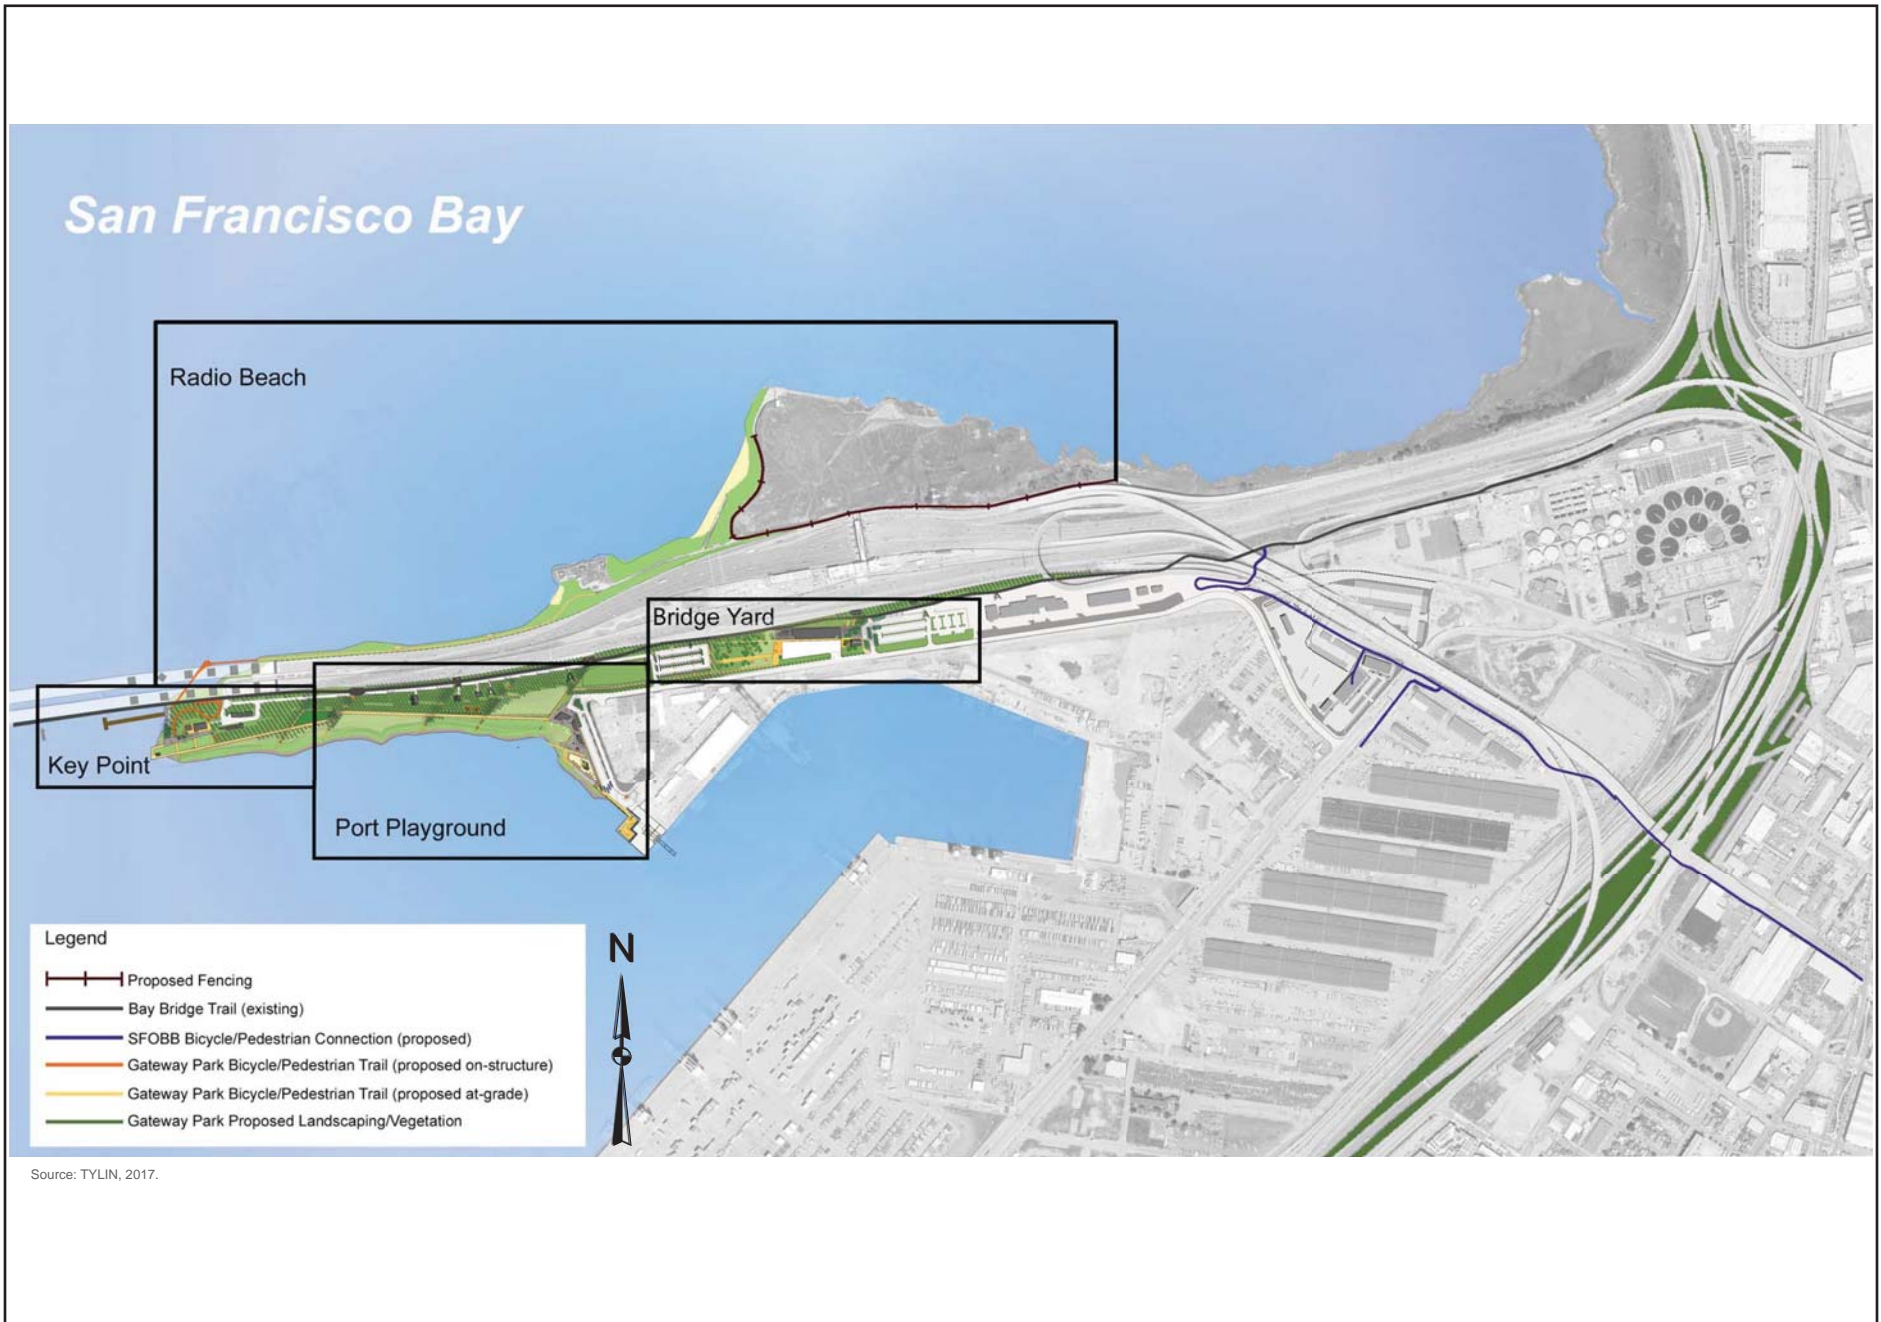 San Francisco Bay
Radio Beach
Bridge Yard
Key Point
Port Playground
Legend
Proposed Fencing
Bay Bridge Trail (existing)
SFOBB Bicycle/Pedestrian Connection (proposed)
Gateway Park Bicycle/Pedestrian Trail (proposed on-structure)
Gateway Park Bicycle/Pedestrian Trail (proposed at-grade)
Gateway Park Proposed Landscaping/Vegetation
N
Source: TYLIN, 2017.